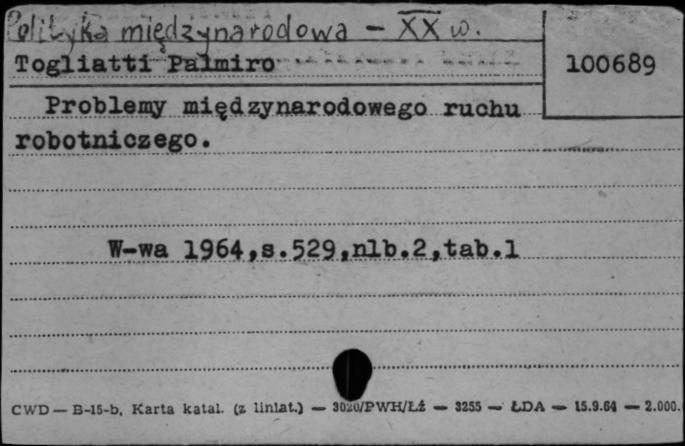 Polityka międzynarodowa - XX w.
Togliatti Palmiro
100689
Problemy międzynarodowego ruchu
robotniczego.
W-wa 1964,s.529,nlb.2,tab.1
CWD — B-15-b, Karta katal. (z liniat.) — 3020/PWH/Łź — 3255 — ŁDA — 15.9.64 — 2.000.